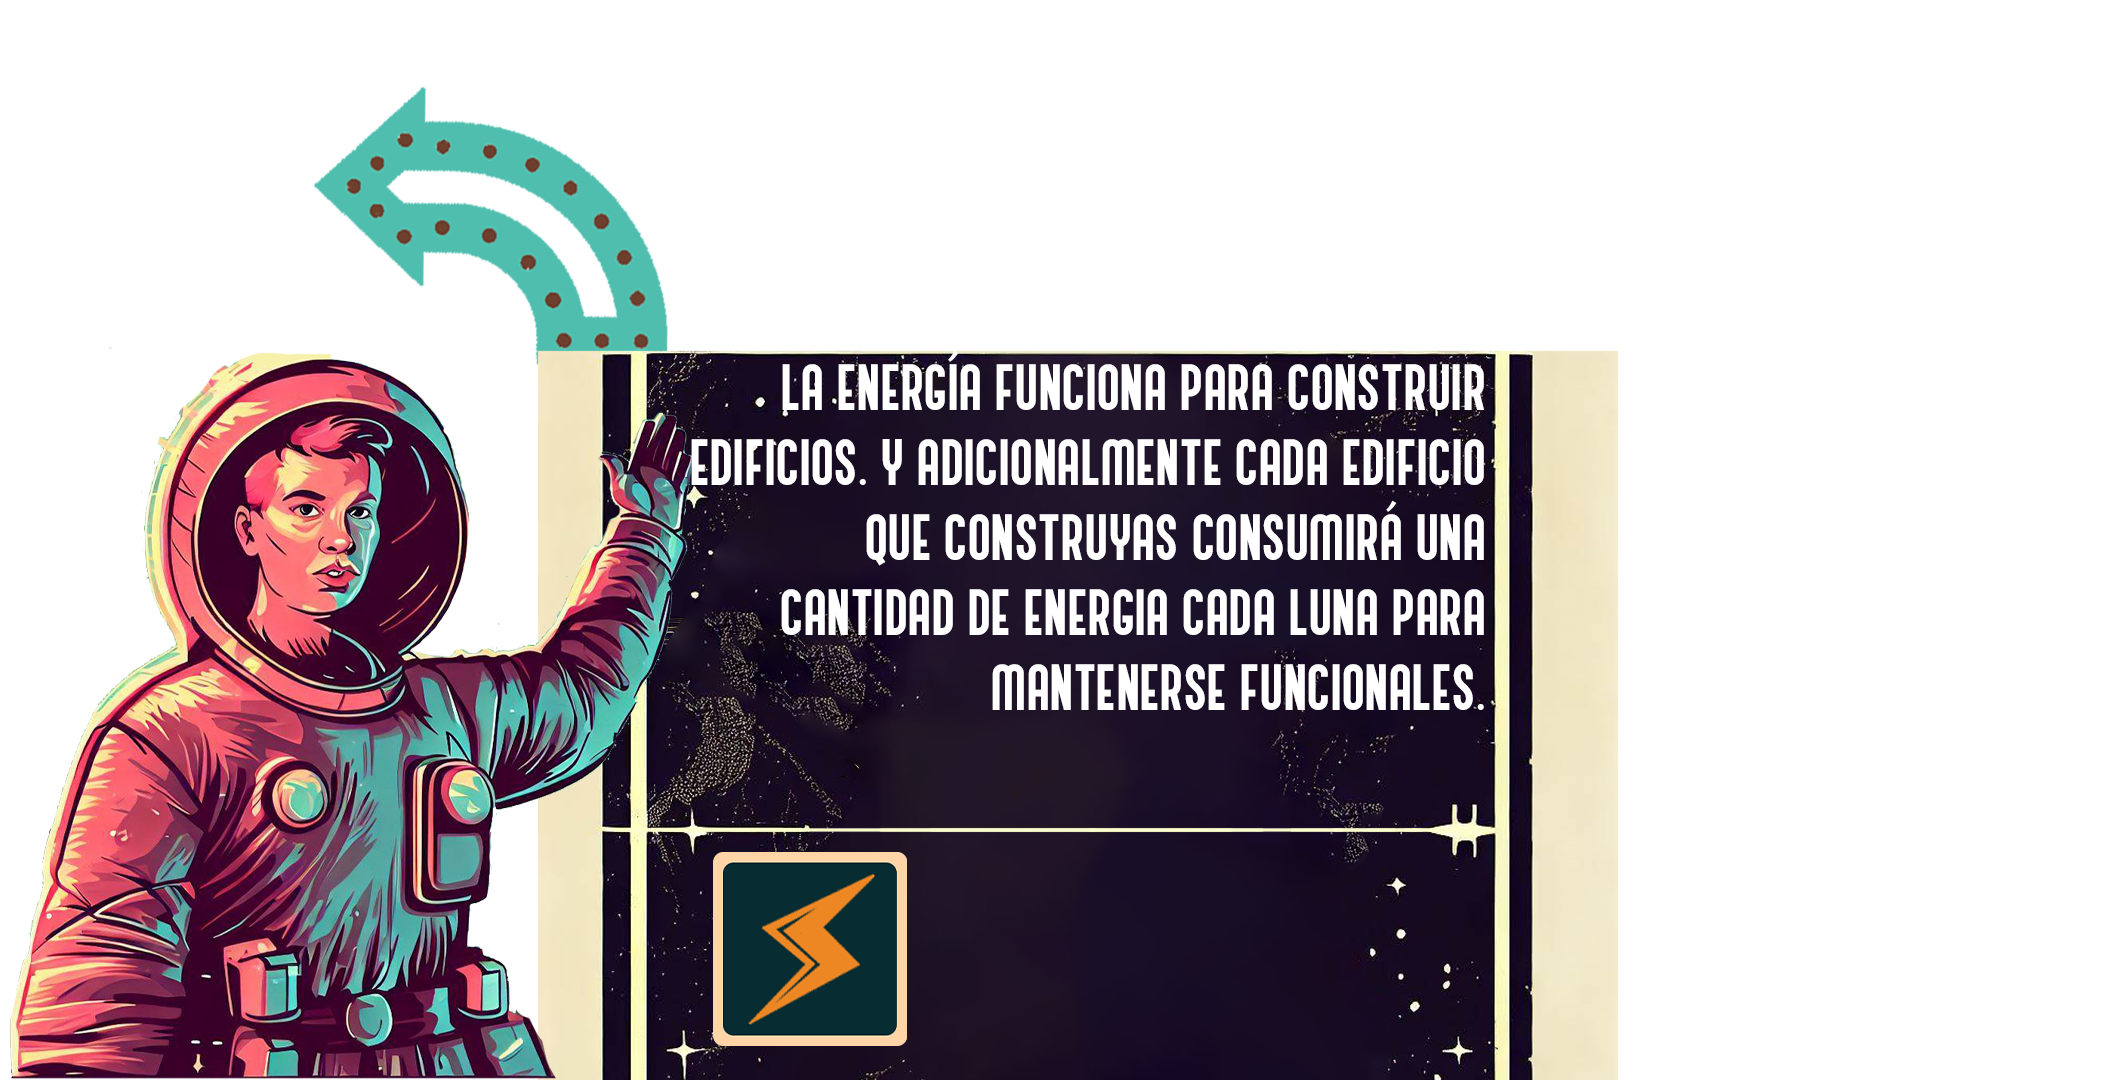 LA ENERGÍA FUNCIONA PARA CONSTRUIR
EDIFICIOS. Y ADICIONALMENTE CADA EDIFICIO
QUE CONSTRUYAS CONSUMIRÁ UNA
CANTIDAD DE ENERGIA CADA LUNA PARA
MANTENERSE FUNCIONALES.